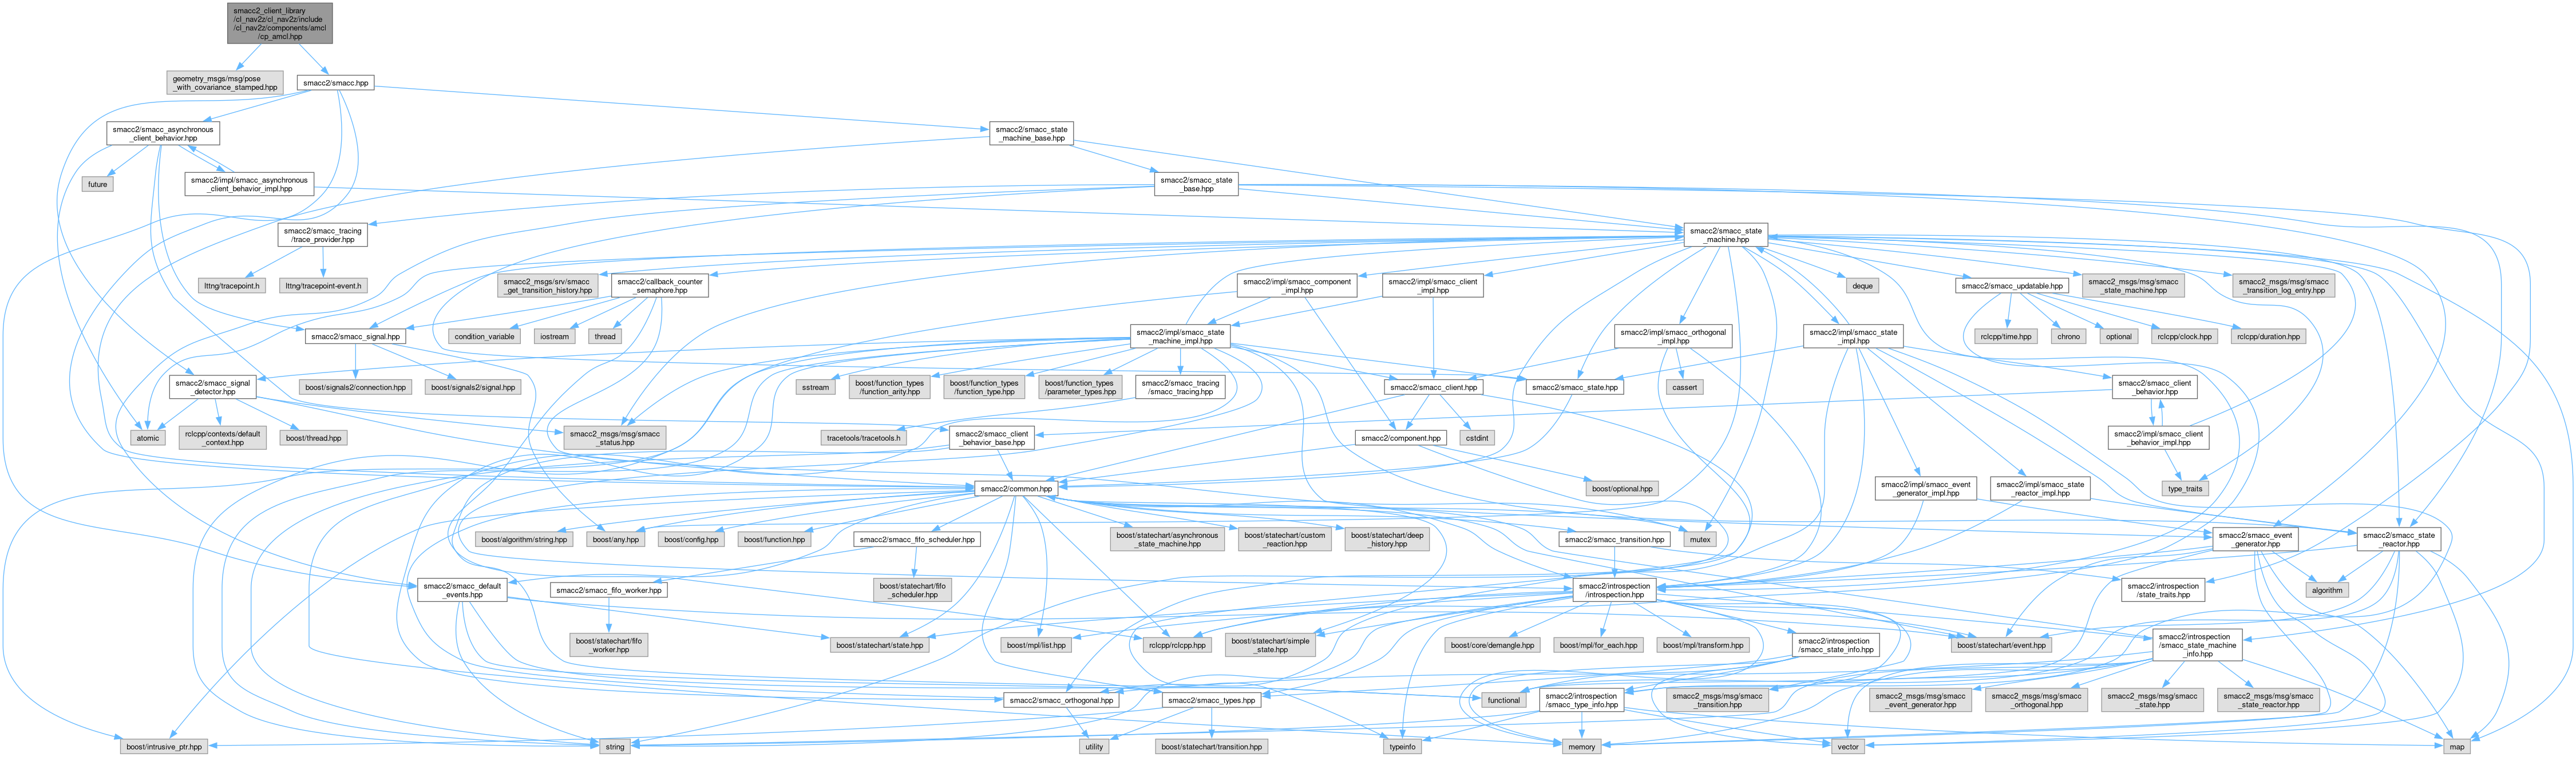 smacc2_client_library
/cl_nav2z/cl_nav2z/include
/cl_nav2z/components/amcl
/cp_amcl.hpp
geometry_msgs/msg/pose
_with_covariance_stamped.hpp
smacc2/smacc.hpp
smacc2/smacc_asynchronous
_client_behavior.hpp
smacc2/smacc_state
_machine_base.hpp
future
smacc2/impl/smacc_asynchronous
_client_behavior_impl.hpp
smacc2/smacc_state
_base.hpp
smacc2/smacc_tracing
/trace_provider.hpp
smacc2/smacc_state
_machine.hpp
lttng/tracepoint.h
lttng/tracepoint-event.h
smacc2_msgs/srv/smacc
_get_transition_history.hpp
smacc2/callback_counter
_semaphore.hpp
smacc2/impl/smacc_component
_impl.hpp
smacc2/impl/smacc_client
_impl.hpp
deque
smacc2/smacc_updatable.hpp
smacc2_msgs/msg/smacc
_state_machine.hpp
smacc2_msgs/msg/smacc
_transition_log_entry.hpp
smacc2/smacc_signal.hpp
condition_variable
iostream
thread
smacc2/impl/smacc_state
_machine_impl.hpp
smacc2/impl/smacc_orthogonal
_impl.hpp
smacc2/impl/smacc_state
_impl.hpp
rclcpp/time.hpp
chrono
optional
rclcpp/clock.hpp
rclcpp/duration.hpp
smacc2/smacc_signal
_detector.hpp
boost/signals2/connection.hpp
boost/signals2/signal.hpp
sstream
boost/function_types
/function_arity.hpp
boost/function_types
/function_type.hpp
boost/function_types
/parameter_types.hpp
smacc2/smacc_tracing
/smacc_tracing.hpp
smacc2/smacc_client.hpp
smacc2/smacc_state.hpp
cassert
smacc2/smacc_client
_behavior.hpp
atomic
rclcpp/contexts/default
_context.hpp
boost/thread.hpp
smacc2_msgs/msg/smacc
_status.hpp
tracetools/tracetools.h
smacc2/smacc_client
_behavior_base.hpp
smacc2/component.hpp
cstdint
smacc2/impl/smacc_client
_behavior_impl.hpp
smacc2/common.hpp
boost/optional.hpp
smacc2/impl/smacc_event
_generator_impl.hpp
smacc2/impl/smacc_state
_reactor_impl.hpp
type_traits
boost/algorithm/string.hpp
boost/any.hpp
boost/config.hpp
boost/function.hpp
smacc2/smacc_fifo_scheduler.hpp
boost/statechart/asynchronous
_state_machine.hpp
boost/statechart/custom
_reaction.hpp
boost/statechart/deep
_history.hpp
smacc2/smacc_transition.hpp
mutex
smacc2/smacc_event
_generator.hpp
smacc2/smacc_state
_reactor.hpp
smacc2/smacc_default
_events.hpp
smacc2/smacc_fifo_worker.hpp
boost/statechart/fifo
_scheduler.hpp
smacc2/introspection
/introspection.hpp
smacc2/introspection
/state_traits.hpp
algorithm
boost/statechart/fifo
_worker.hpp
boost/statechart/state.hpp
boost/mpl/list.hpp
rclcpp/rclcpp.hpp
boost/statechart/simple
_state.hpp
boost/core/demangle.hpp
boost/mpl/for_each.hpp
boost/mpl/transform.hpp
smacc2/introspection
/smacc_state_info.hpp
boost/statechart/event.hpp
smacc2/introspection
/smacc_state_machine
_info.hpp
smacc2/smacc_orthogonal.hpp
smacc2/smacc_types.hpp
functional
smacc2/introspection
/smacc_type_info.hpp
smacc2_msgs/msg/smacc
_transition.hpp
smacc2_msgs/msg/smacc
_event_generator.hpp
smacc2_msgs/msg/smacc
_orthogonal.hpp
smacc2_msgs/msg/smacc
_state.hpp
smacc2_msgs/msg/smacc
_state_reactor.hpp
boost/intrusive_ptr.hpp
string
utility
boost/statechart/transition.hpp
typeinfo
memory
vector
map